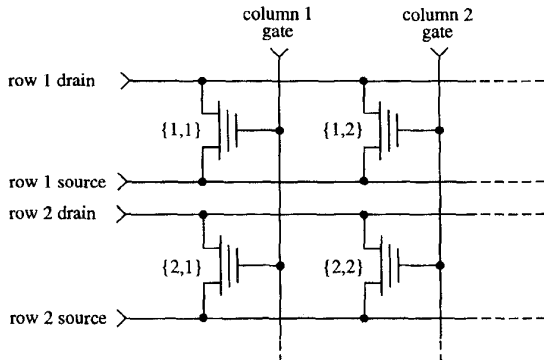 column 1
gate
column 2
gate
row 1 drain
{1,1}
{1,2}
row 1 source
row 2 drain
{2,1}
{2,2}
row 2 source